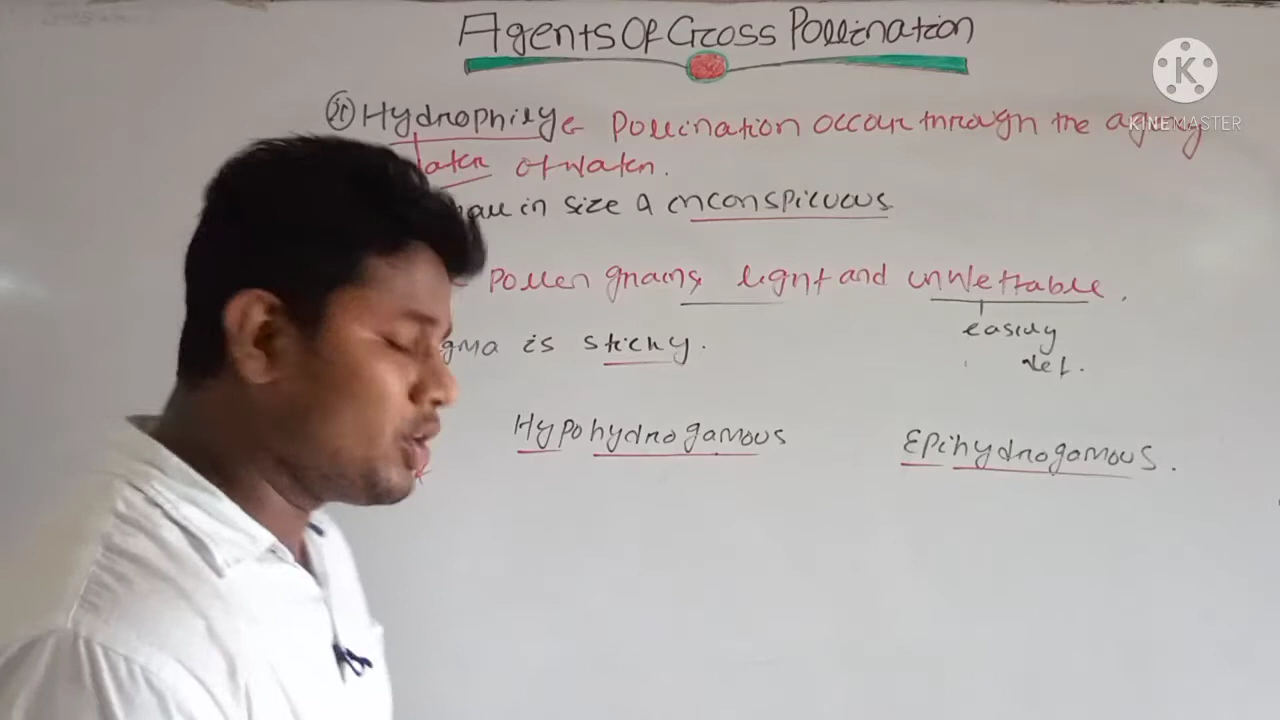 Agents Of Cross Pollination
ii Hydrophily:- Pollination occur through the agency
of water.
in size & inconspicuous
Pollen grains light and unwettable.
easily
wet.
is sticky.
Hypohydrogamous
Epihydrogamous.
K
KINEMASTER